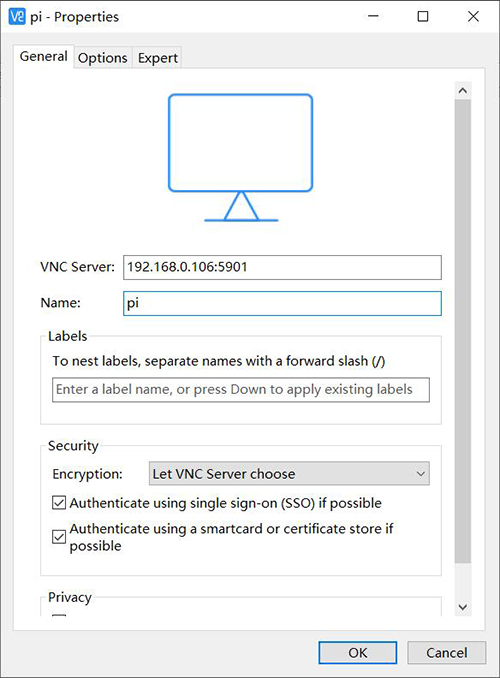 pi - Properties
General Options Expert
VNC Server: 192.168.0.106:5901
Name: pi
Labels
To nest labels, separate names with a forward slash (/)
Enter a label name, or press Down to apply existing labels
Security
Encryption: Let VNC Server choose
Authenticate using single sign-on (SSO) if possible
Authenticate using a smartcard or certificate store if
possible
Privacy
OK Cancel